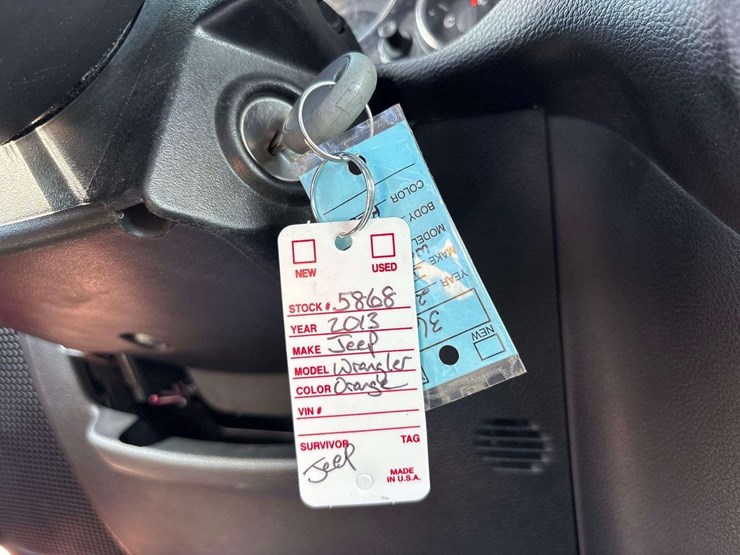 NEW USED
STOCK # 5868
YEAR 2013
MAKE Jeep
MODEL Wrangler
COLOR Orange
VIN #
SURVIVOR TAG
Jeep
MADE
IN U.S.A.
NEW
YEAR 2
MAKE
MODEL W
BODY
COLOR